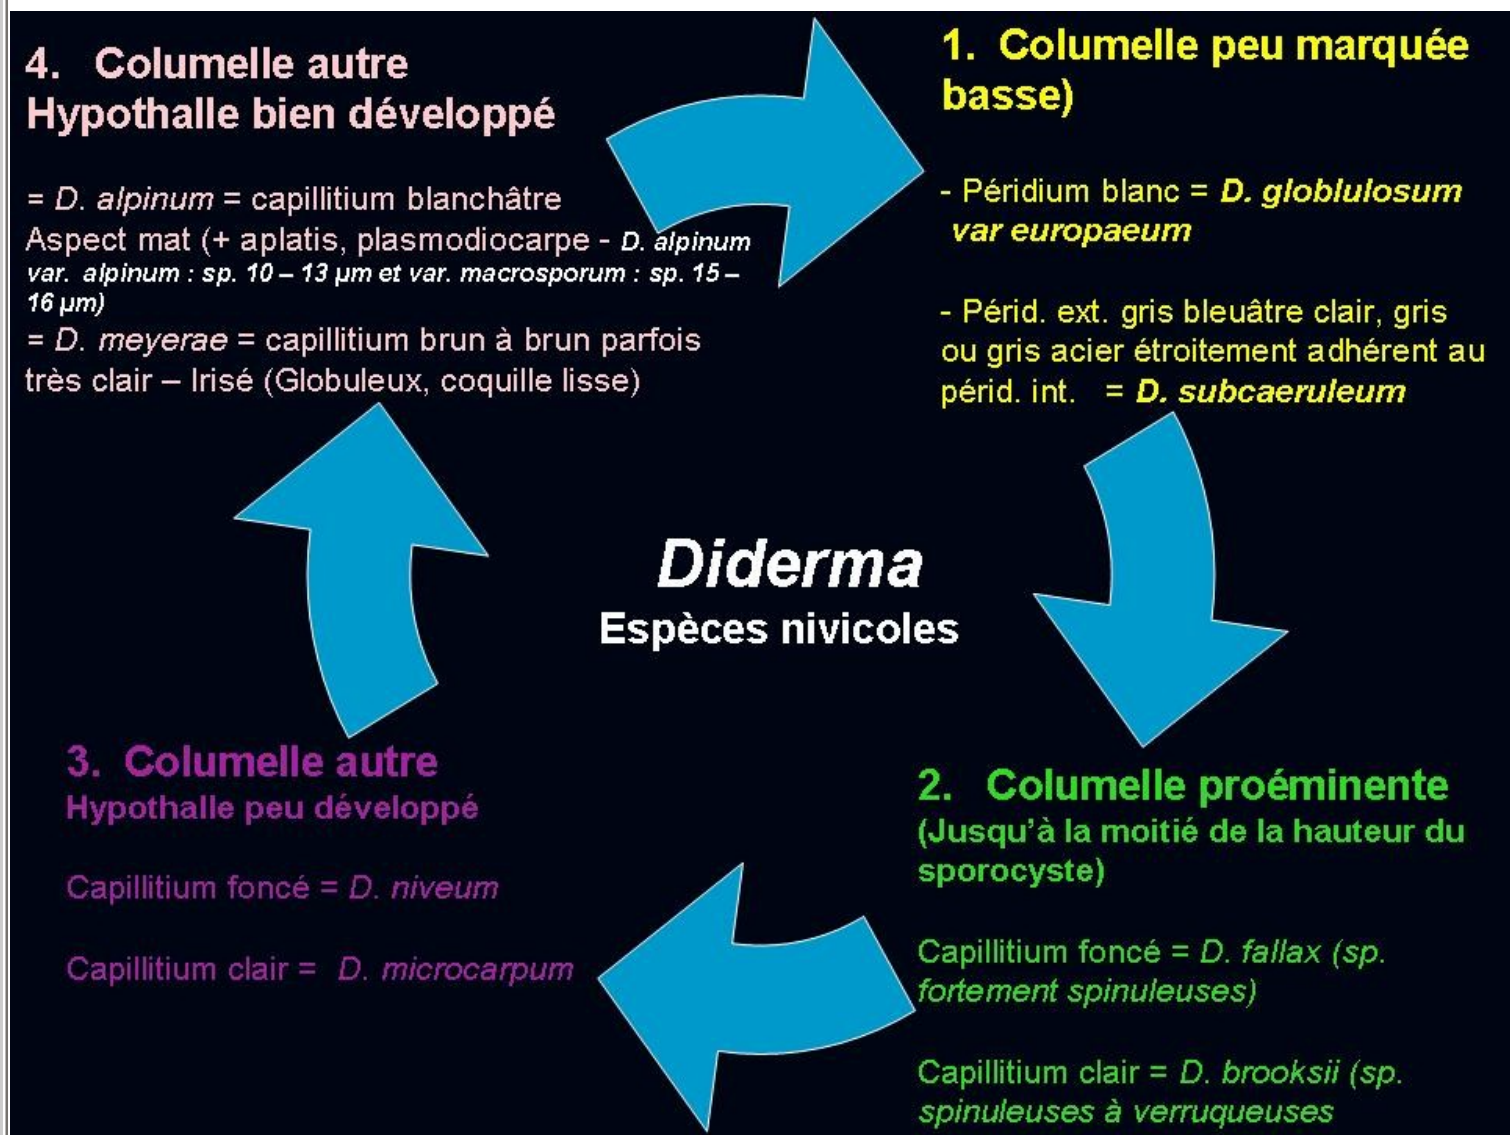 4. Columelle autre
Hypothalle bien développé
= D. alpinum = capillitium blanchâtre
Aspect mat (+ aplatis, plasmodiocarpe - D. alpinum
var. alpinum : sp. 10 – 13 µm et var. macrosporum : sp. 15 –
16 µm)
= D. meyerae = capillitium brun à brun parfois
très clair – Irisé (Globuleux, coquille lisse)
1. Columelle peu marquée
basse)
- Péridium blanc = D. globlulosum
var europaeum
- Périd. ext. gris bleuâtre clair, gris
ou gris acier étroitement adhérent au
périd. int. = D. subcaeruleum
Diderma
Espèces nivicoles
3. Columelle autre
Hypothalle peu développé
Capillitium foncé = D. niveum
Capillitium clair = D. microcarpum
2. Columelle proéminente
(Jusqu'à la moitié de la hauteur du
sporocyste)
Capillitium foncé = D. fallax (sp.
fortement spinuleuses)
Capillitium clair = D. brooksii (sp.
spinuleuses à verruqueuses